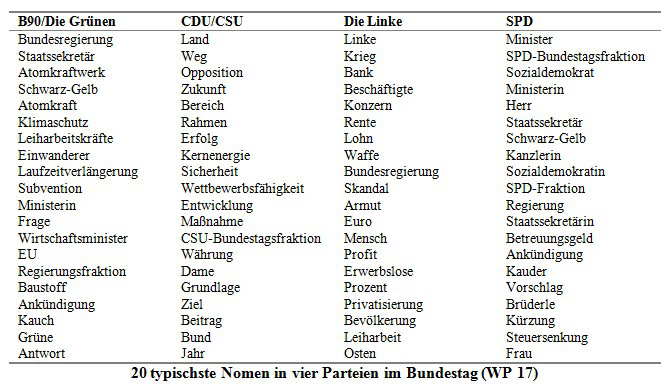 B90/Die Grünen CDU/CSU Die Linke SPD
Bundesregierung Land Linke Minister
Staatssekretär Weg Krieg SPD-Bundestagsfraktion
Atomkraftwerk Opposition Bank Sozialdemokrat
Schwarz-Gelb Zukunft Beschäftigte Ministerin
Atomkraft Bereich Konzern Herr
Klimaschutz Rahmen Rente Staatssekretär
Leiharbeitskräfte Erfolg Lohn Schwarz-Gelb
Einwanderer Kernenergie Waffe Kanzlerin
Laufzeitverlängerung Sicherheit Bundesregierung Sozialdemokratin
Subvention Wettbewerbsfähigkeit Skandal SPD-Fraktion
Ministerin Entwicklung Armut Regierung
Frage Maßnahme Euro Staatssekretärin
Wirtschaftsminister CSU-Bundestagsfraktion Mensch Betreuungsgeld
EU Währung Profit Ankündigung
Regierungsfraktion Dame Erwerbslose Kauder
Baustoff Grundlage Prozent Vorschlag
Ankündigung Ziel Privatisierung Brüderle
Kauch Beitrag Bevölkerung Kürzung
Grüne Bund Leiharbeit Steuersenkung
Antwort Jahr Osten Frau
20 typischste Nomen in vier Parteien im Bundestag (WP 17)